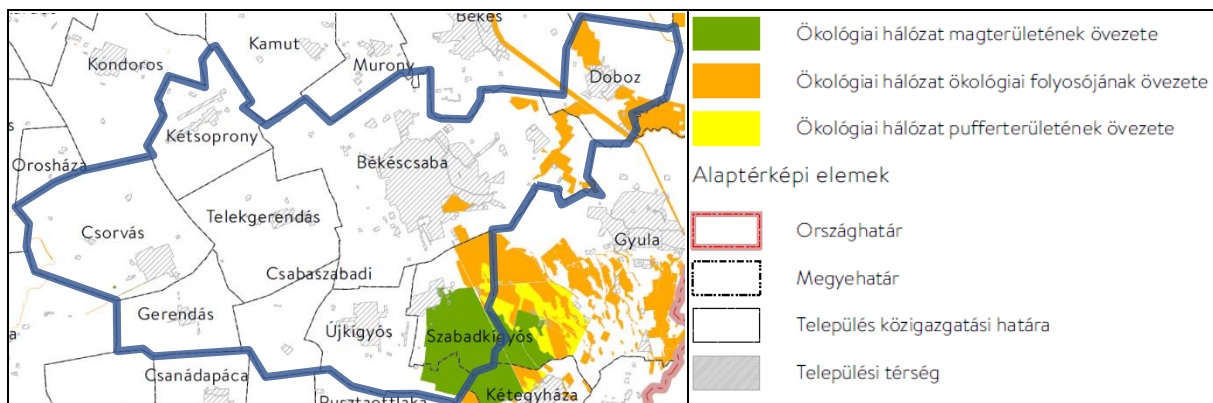 Békés
Kondoros
Kamut
Murony
Doboz
Kétsoprony
Orosháza
Békéscsaba
Telekgerendás
Csorvás
Gyula
Csabaszabadi
Gerendás
Újkígyós
Szabadkígyós
Csanádapáca
Pusztaottlaka
Kétegyháza
Ökológiai hálózat magterületének övezete
Ökológiai hálózat ökológiai folyosójának övezete
Ökológiai hálózat pufferterületének övezete
Alaptérképi elemek
Országhatár
Megyehatár
Település közigazgatási határa
Települési térség